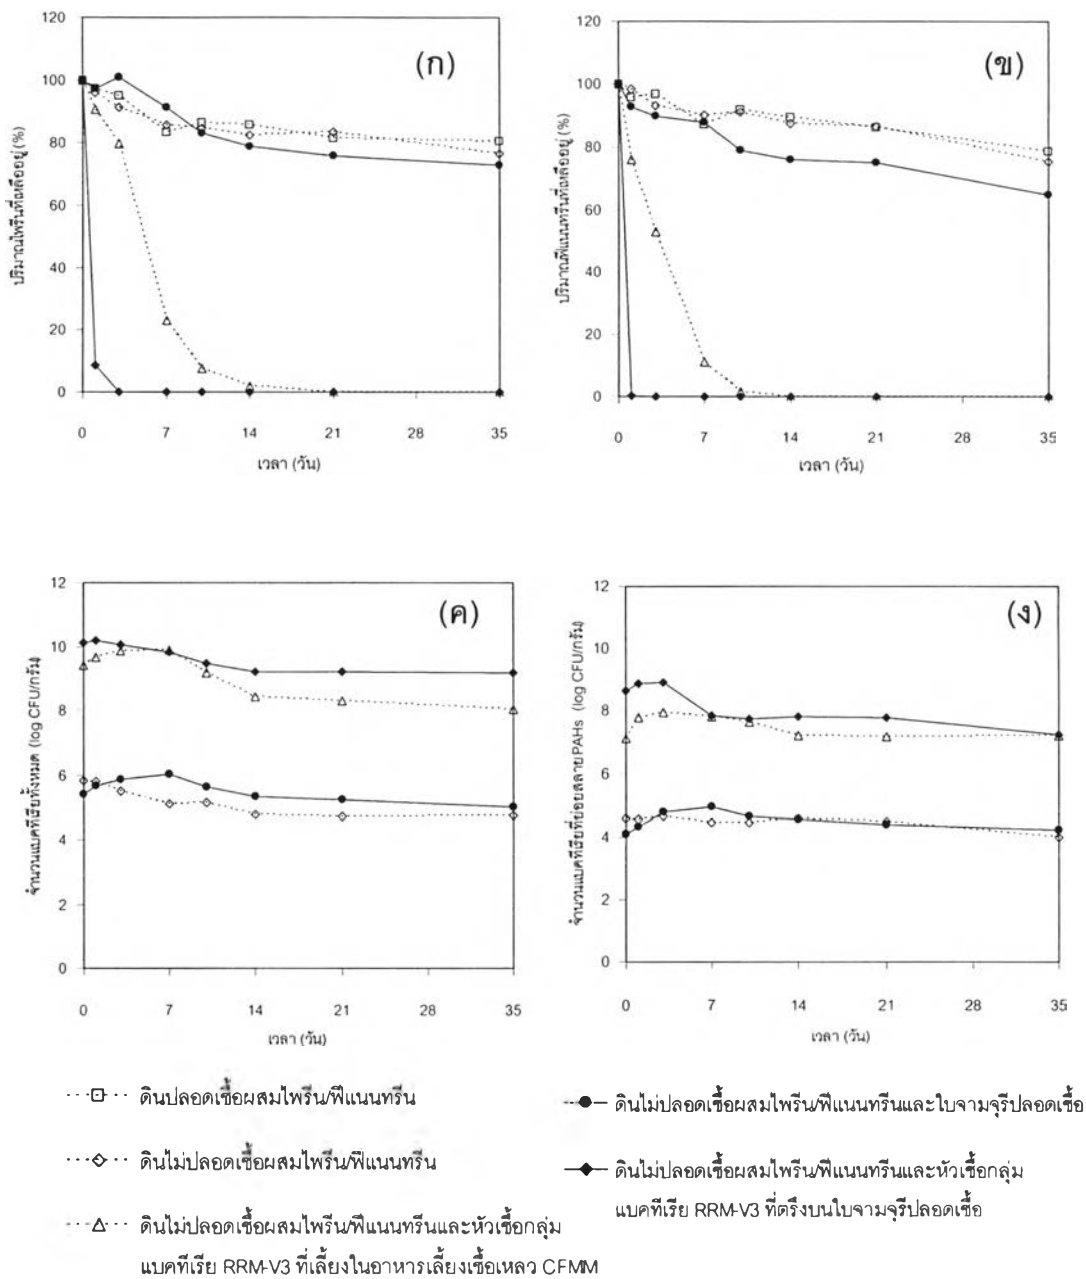 (ก)
ปริมาณไพรีนที่เหลืออยู่ (%)
120
100
80
60
40
20
0
0 7 14 21 28 35
เวลา (วัน)
(ข)
ปริมาณฟีแนนทรีนที่เหลืออยู่ (%)
120
100
80
60
40
20
0
0 7 14 21 28 35
เวลา (วัน)
(ค)
จำนวนแบคทีเรียทั้งหมด (log CFU/กรัม)
12
10
8
6
4
2
0
0 7 14 21 28 35
เวลา (วัน)
(ง)
จำนวนแบคทีเรียที่ย่อยสลายPAHs (log CFU/กรัม)
12
10
8
6
4
2
0
0 7 14 21 28 35
เวลา (วัน)
ดินปลอดเชื้อผสมไพรีน/ฟีแนนทรีน
ดินไม่ปลอดเชื้อผสมไพรีน/ฟีแนนทรีน
ดินไม่ปลอดเชื้อผสมไพรีน/ฟีแนนทรีนและหัวเชื้อกลุ่ม
แบคทีเรีย RRM-V3 ที่เลี้ยงในอาหารเลี้ยงเชื้อเหลว CFMM
ดินไม่ปลอดเชื้อผสมไพรีน/ฟีแนนทรีนและใบจามจุรีปลอดเชื้อ
ดินไม่ปลอดเชื้อผสมไพรีน/ฟีแนนทรีนและหัวเชื้อกลุ่ม
แบคทีเรีย RRM-V3 ที่ตรึงบนใบจามจุรีปลอดเชื้อ